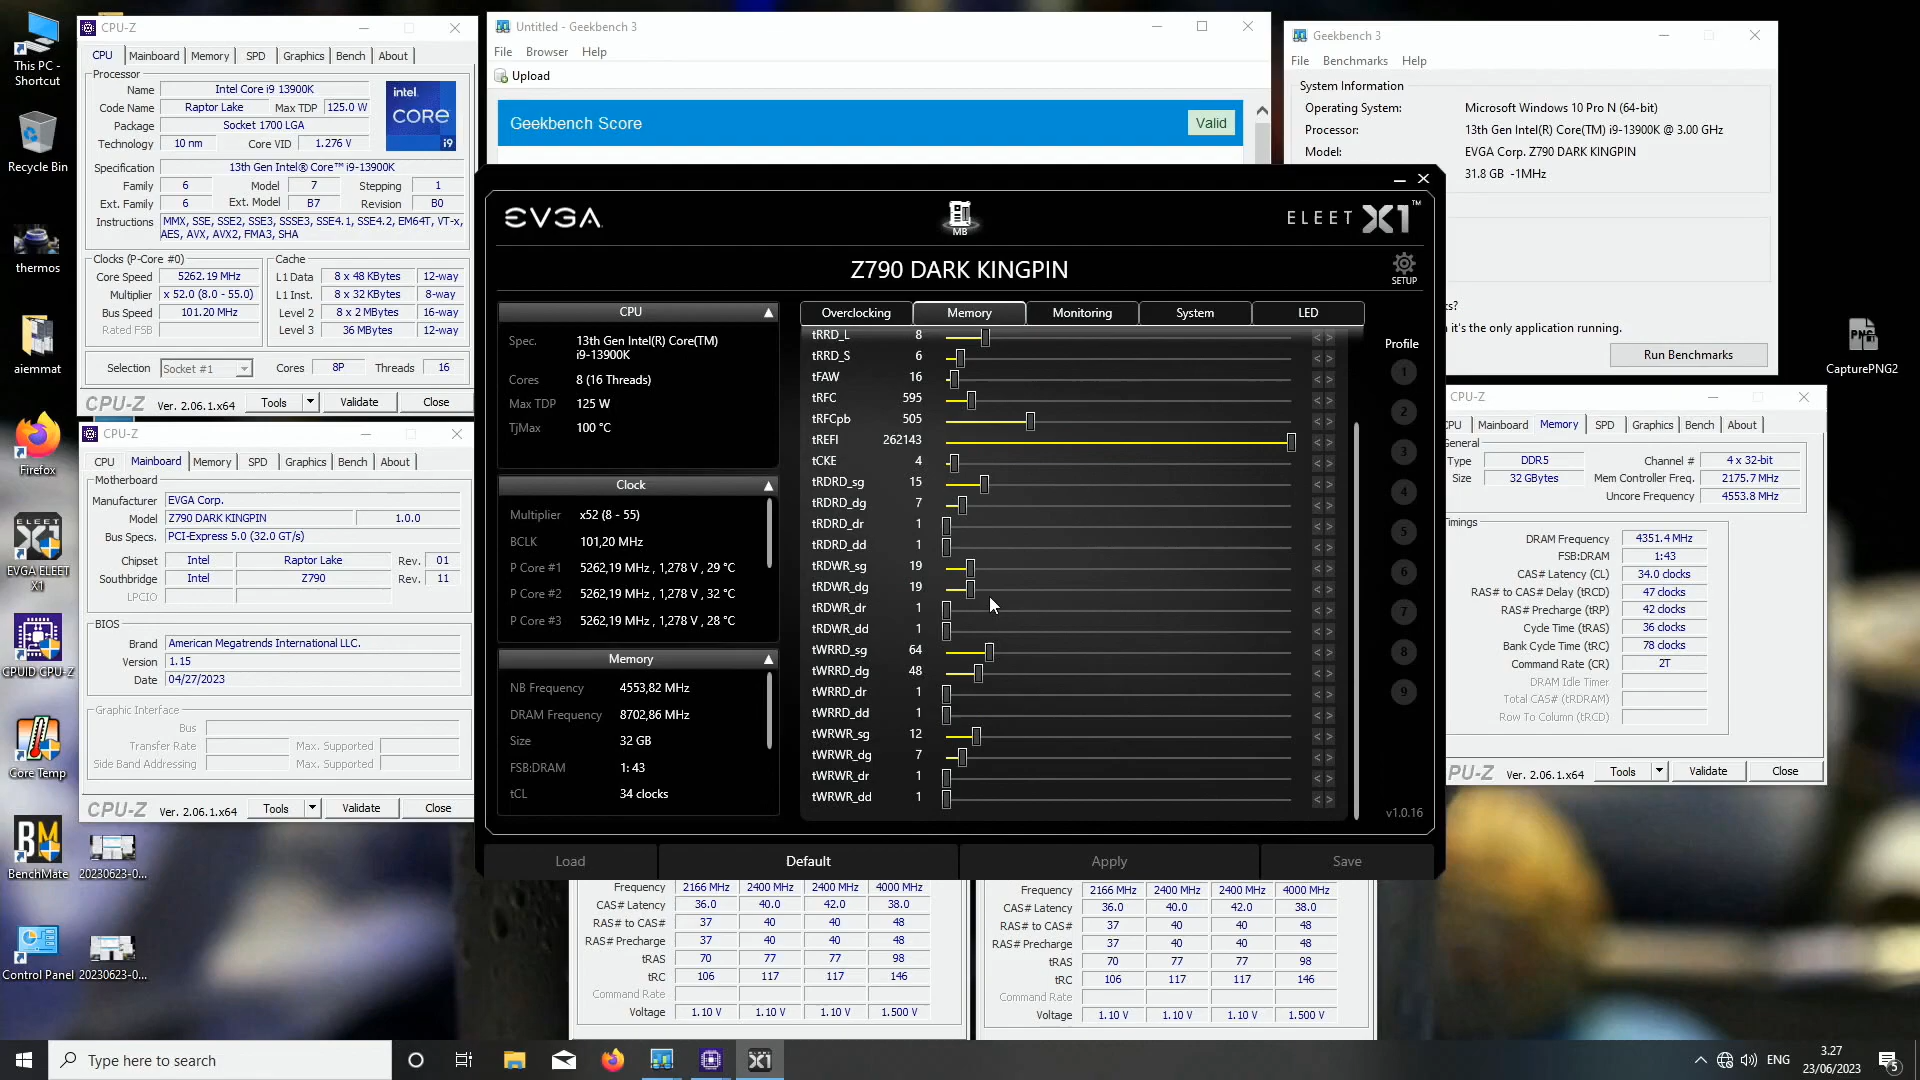 This PC - Shortcut
Recycle Bin
thermos
aiemmat
Firefox
EVGA ELEET X1
CPUID CPU-Z
Core Temp
BenchMate
Control Panel
20230623-0...
20230623-0...
CapturePNG2
CPU-Z
CPU Mainboard Memory SPD Graphics Bench About
Processor
Name Intel Core i9 13900K
Code Name Raptor Lake Max TDP 125.0 W
Package Socket 1700 LGA
Technology 10 nm Core VID 1.276 V
intel CORE i9
Specification 13th Gen Intel® Core™ i9-13900K
Family 6 Model 7 Stepping 1
Ext. Family 6 Ext. Model B7 Revision B0
Instructions MMX, SSE, SSE2, SSE3, SSSE3, SSE4.1, SSE4.2, EM64T, VT-x,
AES, AVX, AVX2, FMA3, SHA
Clocks (P-Core #0)
Core Speed 5262.19 MHz
Multiplier x 52.0 (8.0 - 55.0)
Bus Speed 101.20 MHz
Rated FSB
Cache
L1 Data 8 x 48 KBytes 12-way
L1 Inst. 8 x 32 KBytes 8-way
Level 2 8 x 2 MBytes 16-way
Level 3 36 MBytes 12-way
Selection Socket #1 Cores 8P Threads 16
CPU-Z Ver. 2.06.1.x64 Tools Validate Close
CPU-Z
CPU Mainboard Memory SPD Graphics Bench About
Motherboard
Manufacturer EVGA Corp.
Model Z790 DARK KINGPIN 1.0.0
Bus Specs. PCI-Express 5.0 (32.0 GT/s)
Chipset Intel Raptor Lake Rev. 01
Southbridge Intel Z790 Rev. 11
LPCIO
BIOS
Brand American Megatrends International LLC.
Version 1.15
Date 04/27/2023
Graphic Interface
Bus
Transfer Rate Max. Supported
Side Band Addressing Max. Supported
CPU-Z Ver. 2.06.1.x64 Tools Validate Close
Untitled - Geekbench 3
File Browser Help
Upload
Geekbench Score Valid
Geekbench 3
File Benchmarks Help
System Information
Operating System: Microsoft Windows 10 Pro N (64-bit)
Processor: 13th Gen Intel(R) Core(TM) i9-13900K @ 3.00 GHz
Model: EVGA Corp. Z790 DARK KINGPIN
31.8 GB -1MHz
s?
n it's the only application running.
Run Benchmarks
EVGA
MB
ELEET X1™
Z790 DARK KINGPIN
SETUP
CPU
Spec. 13th Gen Intel(R) Core(TM)
i9-13900K
Cores 8 (16 Threads)
Max TDP 125 W
TjMax 100 °C
Clock
Multiplier x52 (8 - 55)
BCLK 101,20 MHz
P Core #1 5262,19 MHz , 1,278 V , 29 °C
P Core #2 5262,19 MHz , 1,278 V , 32 °C
P Core #3 5262,19 MHz , 1,278 V , 28 °C
Memory
NB Frequency 4553,82 MHz
DRAM Frequency 8702,86 MHz
Size 32 GB
FSB:DRAM 1: 43
tCL 34 clocks
Overclocking Memory Monitoring System LED
tRRD_L 8 < >
tRRD_S 6 < >
tFAW 16 < >
tRFC 595 < >
tRFCpb 505 < >
tREFI 262143 < >
tCKE 4 < >
tRDRD_sg 15 < >
tRDRD_dg 7 < >
tRDRD_dr 1 < >
tRDRD_dd 1 < >
tRDWR_sg 19 < >
tRDWR_dg 19 < >
tRDWR_dr 1 < >
tRDWR_dd 1 < >
tWRRD_sg 64 < >
tWRRD_dg 48 < >
tWRRD_dr 1 < >
tWRRD_dd 1 < >
tWRWR_sg 12 < >
tWRWR_dg 7 < >
tWRWR_dr 1 < >
tWRWR_dd 1 < >
Profile
1
2
3
4
5
6
7
8
9
v1.0.16
Load Default Apply Save
CPU-Z
CPU Mainboard Memory SPD Graphics Bench About
General
Type DDR5 Channel # 4 x 32-bit
Size 32 GBytes Mem Controller Freq. 2175.7 MHz
Uncore Frequency 4553.8 MHz
Timings
DRAM Frequency 4351.4 MHz
FSB:DRAM 1:43
CAS# Latency (CL) 34.0 clocks
RAS# to CAS# Delay (tRCD) 47 clocks
RAS# Precharge (tRP) 42 clocks
Cycle Time (tRAS) 36 clocks
Bank Cycle Time (tRC) 78 clocks
Command Rate (CR) 2T
DRAM Idle Timer
Total CAS# (tRDRAM)
Row To Column (tRCD)
PU-Z Ver. 2.06.1.x64 Tools Validate Close
Frequency 2166 MHz 2400 MHz 2400 MHz 4000 MHz
CAS# Latency 36.0 40.0 42.0 38.0
RAS# to CAS# 37 40 40 48
RAS# Precharge 37 40 40 48
tRAS 70 77 77 98
tRC 106 117 117 146
Command Rate
Voltage 1.10 V 1.10 V 1.10 V 1.500 V
Frequency 2166 MHz 2400 MHz 2400 MHz 4000 MHz
CAS# Latency 36.0 40.0 42.0 38.0
RAS# to CAS# 37 40 40 48
RAS# Precharge 37 40 40 48
tRAS 70 77 77 98
tRC 106 117 117 146
Command Rate
Voltage 1.10 V 1.10 V 1.10 V 1.500 V
Type here to search
X1
ENG
3.27
23/06/2023
5